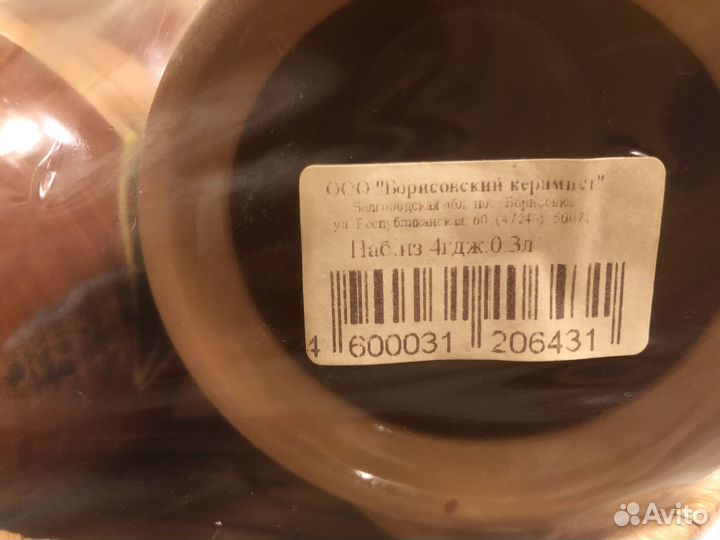 ООО "Борисовский керамист"
Белгородская обл. пос. Борисовка
ул. Республиканская, 60 (47246)
Наб.из 4гдж.0.3л
4 600031 206431
Avito